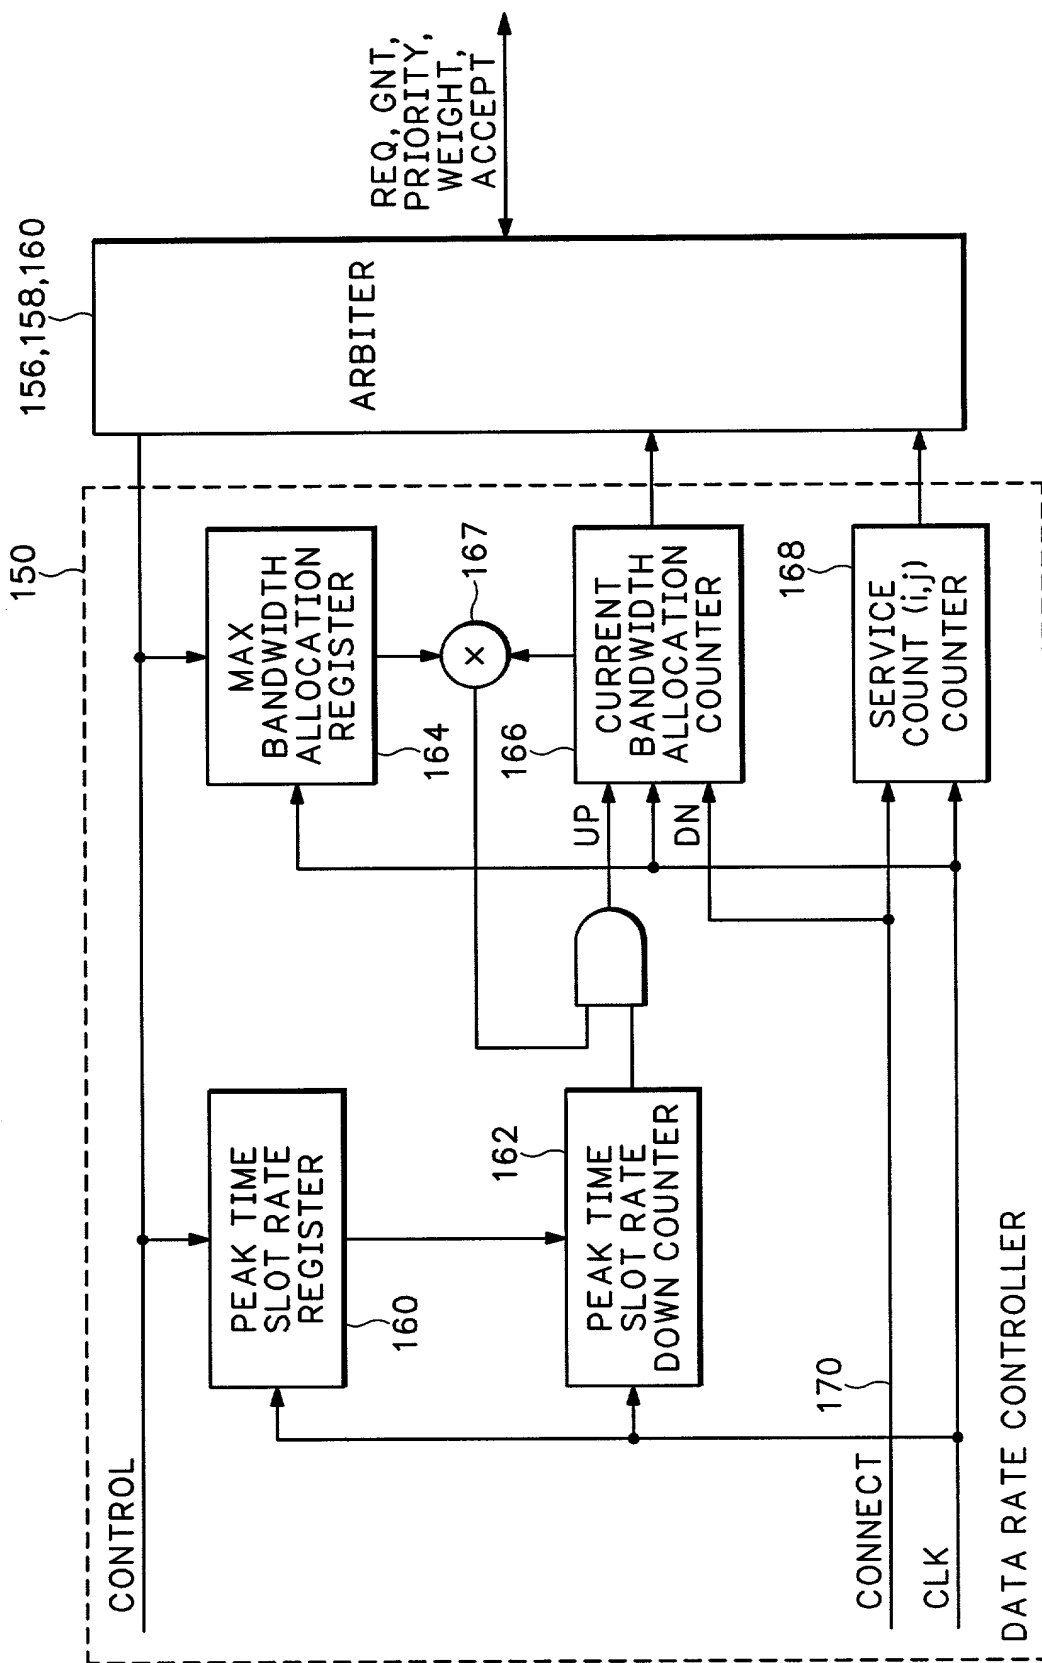 150
156,158,160
CONTROL
PEAK TIME
SLOT RATE
REGISTER
160
MAX
BANDWIDTH
ALLOCATION
REGISTER
164
167
X
ARBITER
REQ, GNT,
PRIORITY,
WEIGHT,
ACCEPT
162
PEAK TIME
SLOT RATE
DOWN COUNTER
UP
DN
166
CURRENT
BANDWIDTH
ALLOCATION
COUNTER
168
SERVICE
COUNT (i,j)
COUNTER
CONNECT
170
CLK
DATA RATE CONTROLLER